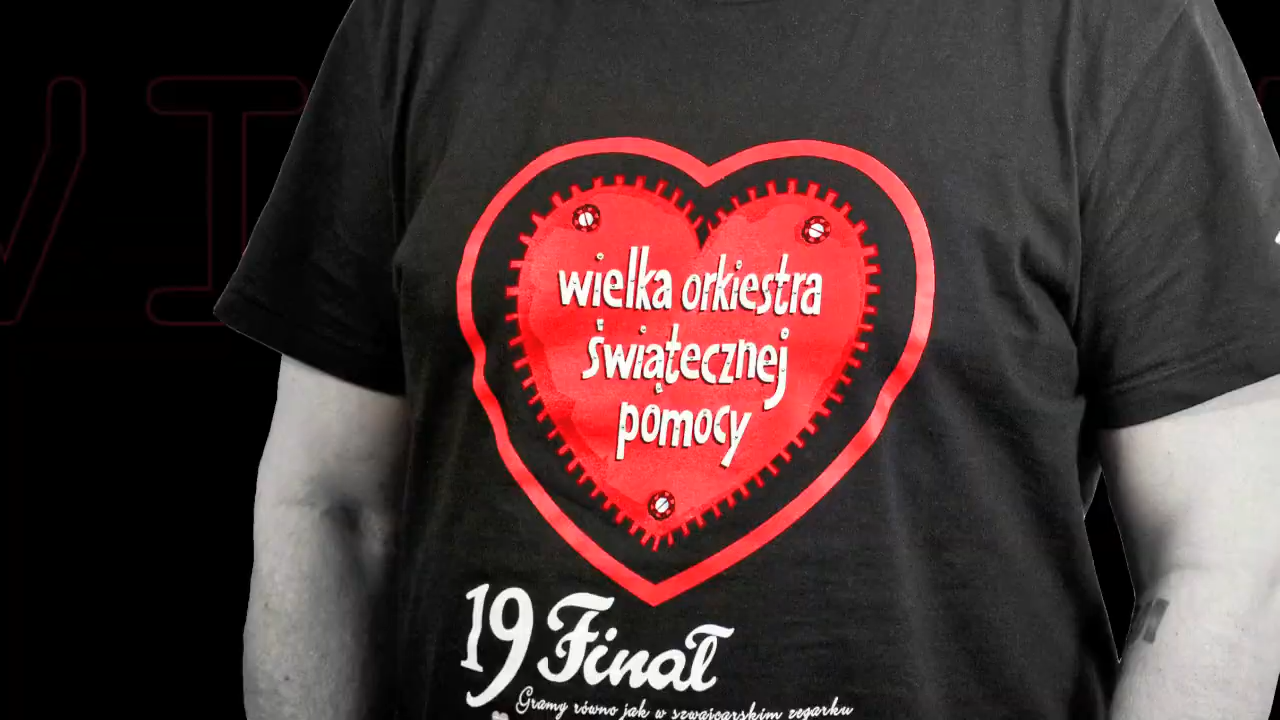 wielka orkiestra
świątecznej
pomocy
19 Finał
Gramy równo jak w szwajcarskim zegarku